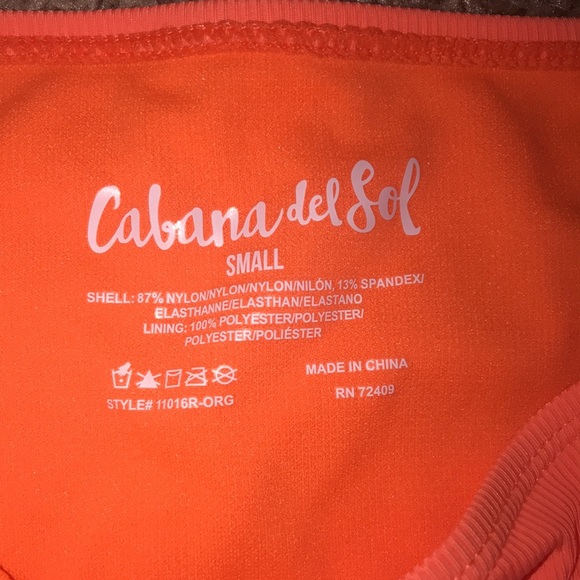 Cabana del Sol
SMALL
SHELL: 87% NYLON/NYLON/NYLON/NILÓN, 13% SPANDEX/
ELASTHANNE/ELASTHAN/ELASTANO
LINING: 100% POLYESTER/POLYESTER/
POLYESTER/POLIÉSTER
MADE IN CHINA
STYLE# 11016R-ORG
RN 72409